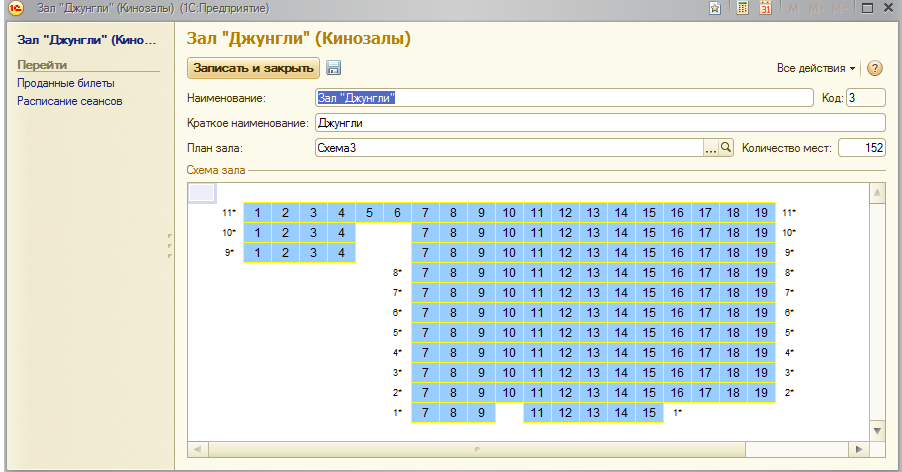 Зал "Джунгли" (Кинозалы) (1С:Предприятие)
31 M M+ M-
Зал "Джунгли" (Кино...
Перейти
Проданные билеты
Расписание сеансов
Зал "Джунгли" (Кинозалы)
Записать и закрыть Все действия ?
Наименование: Зал "Джунгли" Код: 3
Краткое наименование: Джунгли
План зала: Схема3 ... Количество мест: 152
Схема зала
11* 1 2 3 4 5 6 7 8 9 10 11 12 13 14 15 16 17 18 19 11*
10* 1 2 3 4 7 8 9 10 11 12 13 14 15 16 17 18 19 10*
9* 1 2 3 4 7 8 9 10 11 12 13 14 15 16 17 18 19 9*
8* 7 8 9 10 11 12 13 14 15 16 17 18 19 8*
7* 7 8 9 10 11 12 13 14 15 16 17 18 19 7*
6* 7 8 9 10 11 12 13 14 15 16 17 18 19 6*
5* 7 8 9 10 11 12 13 14 15 16 17 18 19 5*
4* 7 8 9 10 11 12 13 14 15 16 17 18 19 4*
3* 7 8 9 10 11 12 13 14 15 16 17 18 19 3*
2* 7 8 9 10 11 12 13 14 15 16 17 18 19 2*
1* 7 8 9 11 12 13 14 15 1*